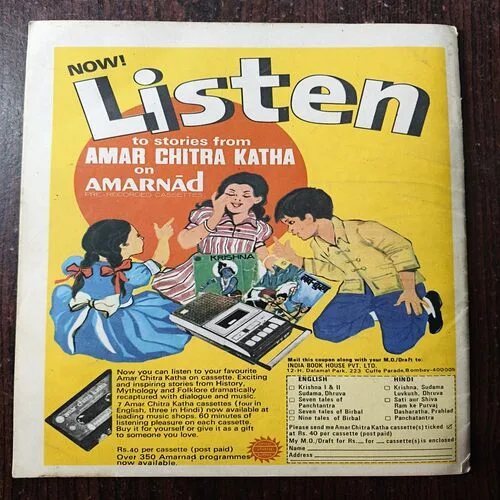 NOW!
Listen
to stories from
AMAR CHITRA KATHA
on
AMARNĀd
PRE-RECORDED CASSETTES
KRISHNA
Now you can listen to your favourite
Amar Chitra Katha on cassette. Exciting
and inspiring stories from History,
Mythology and Folklore dramatically
recaptured with dialogue and music.
7 Amar Chitra Katha cassettes (four in
English, three in Hindi) now available at
leading music shops. 60 minutes of
listening pleasure on each cassette.
Buy it for yourself or give it as a gift
to someone you love.
Rs.40 per cassette (post paid)
Over 350 Amarnad programmes
now available.
Mail this coupon along with your M.O./Draft to:
INDIA BOOK HOUSE PVT. LTD.
12-H, Dalamal Park, 223 Cuffe Parade, Bombay-400005
ENGLISH
Krishna I & II
Sudama, Dhruva
Seven tales of
Panchtantra
Seven tales of Birbal
Nine tales of Birbal
HINDI
Krishna, Sudama
Luvkush, Dhruva
Sati aur Shiva
Ram ke Purvaj
Dasharatha, Prahlad
Panchatantra
Please send me Amar Chitra Katha cassette(s) ticked
at Rs. 40 per cassette (post paid)
My M.O./Draft for Rs. for cassette(s) is enclosed
Name
Address